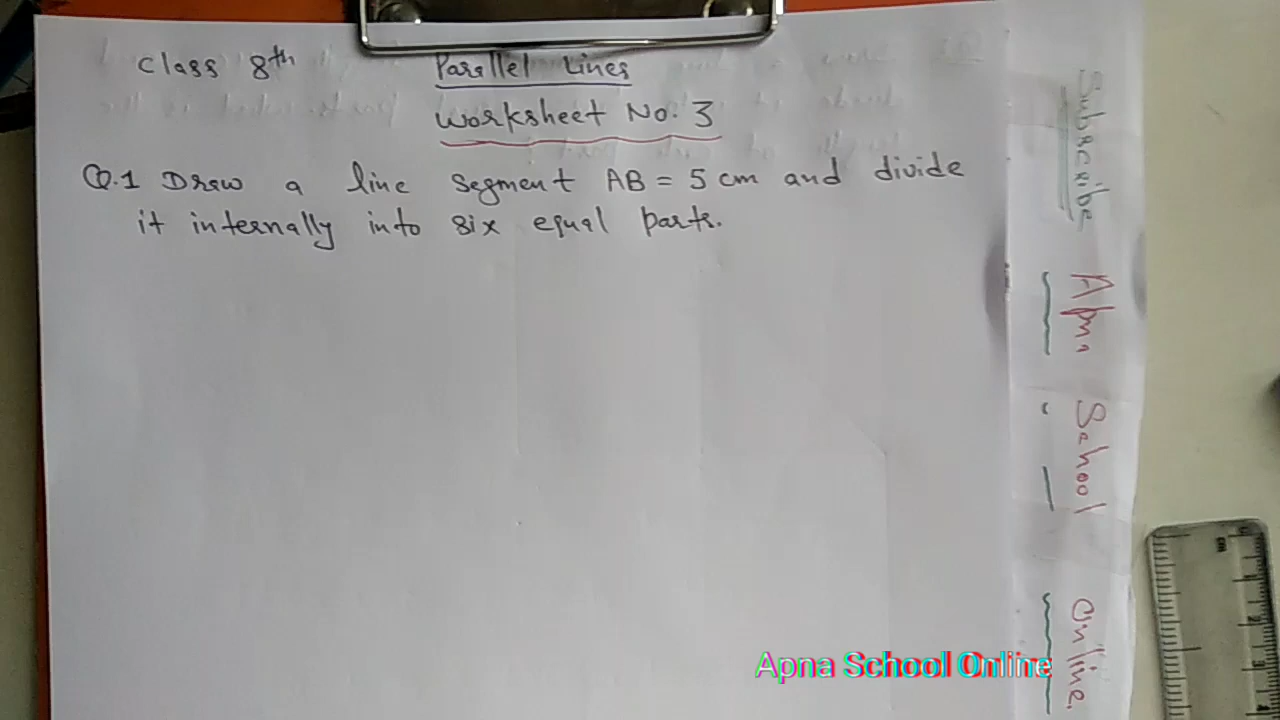 Class 8th
Parallel Lines
Worksheet No. 3
Q.1 Draw a line segment AB = 5 cm and divide
it internally into six equal parts.
Subscribe Apna School Online.
Apna School Online